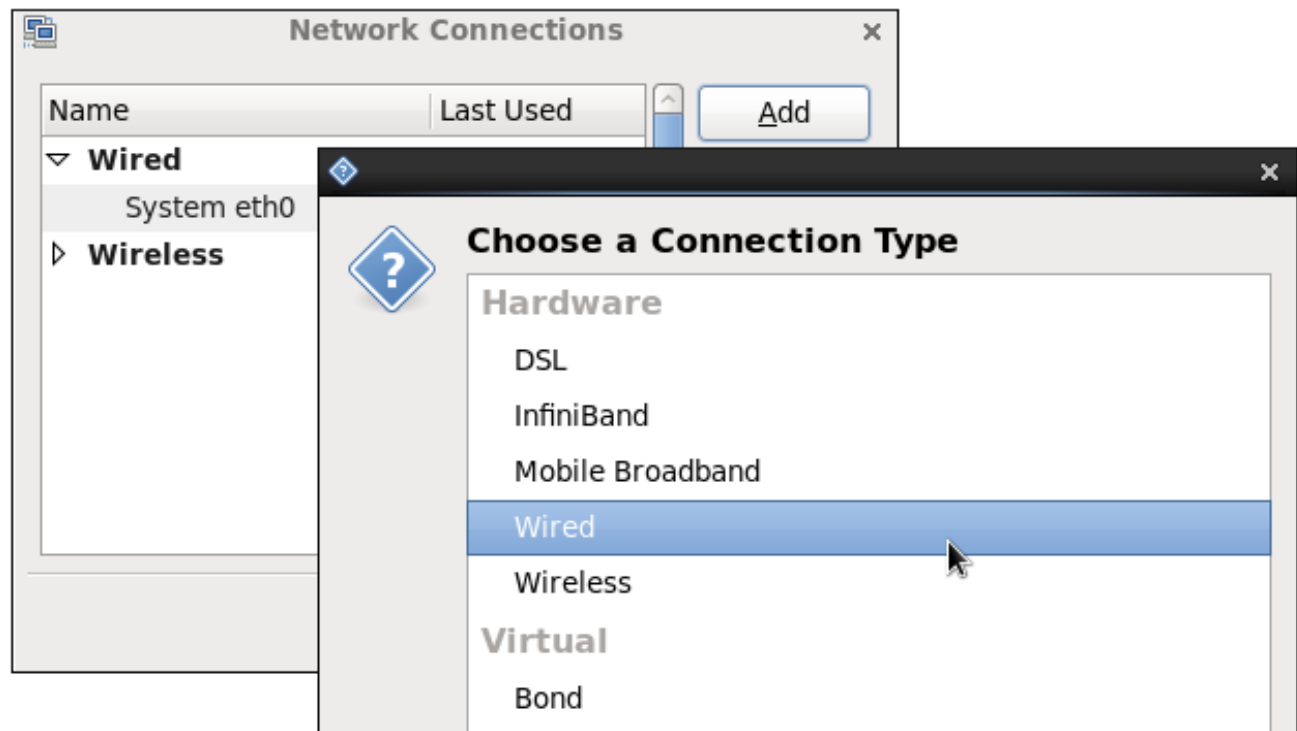 Network Connections
Name
Last Used
Add
Wired
System eth0
Wireless
?
Choose a Connection Type
?
Hardware
DSL
InfiniBand
Mobile Broadband
Wired
Wireless
Virtual
Bond